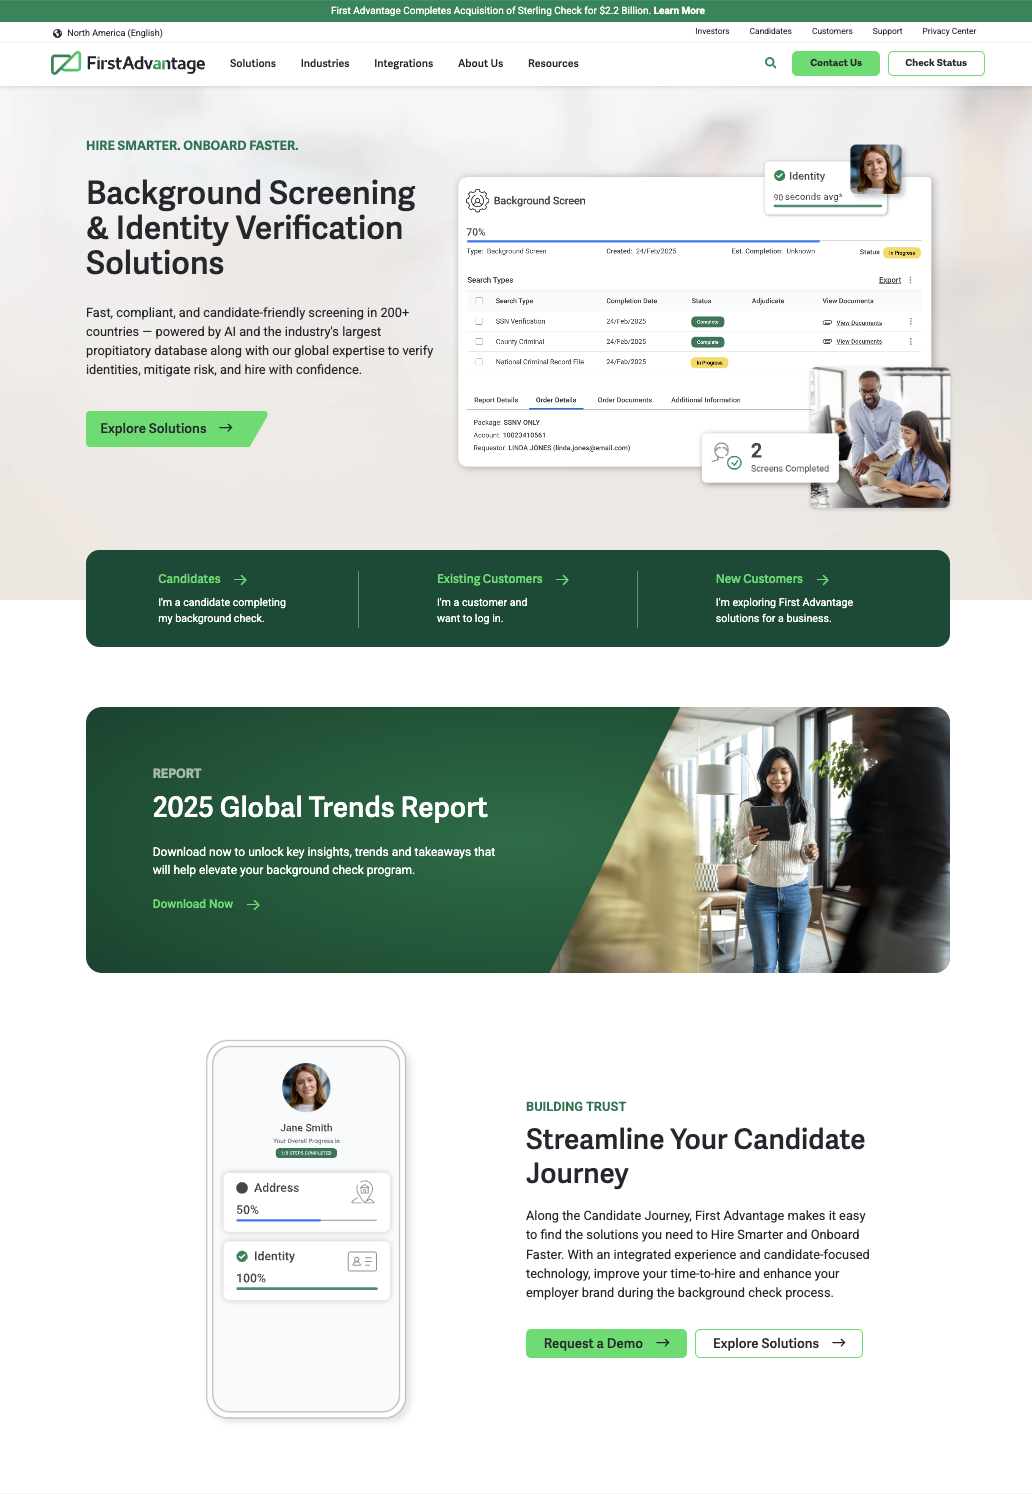 First Advantage Completes Acquisition of Sterling Check for $2.2 Billion. Learn More
North America (English)
Investors Candidates Customers Support Privacy Center
FirstAdvantage Solutions Industries Integrations About Us Resources Contact Us Check Status
HIRE SMARTER. ONBOARD FASTER.
Background Screening
& Identity Verification
Solutions
Fast, compliant, and candidate-friendly screening in 200+
countries — powered by AI and the industry's largest
propitiatory database along with our global expertise to verify
identities, mitigate risk, and hire with confidence.
Explore Solutions
Identity
90 seconds avg*
Background Screen
70%
Type: Background Screen Created: 24/Feb/2025 Est. Completion: Unknown Status In Progress
Search Types Export
Search Type Completion Date Status Adjudicate View Documents
SSN Verification 24/Feb/2025 Complete View Documents
County Criminal 24/Feb/2025 Complete View Documents
National Criminal Record File 24/Feb/2025 In Progress
Report Details Order Details Order Documents Additional Information
Package: SSNV ONLY
Account: 10023410561
Requestor: LINDA JONES (linda.jones@email.com)
2
Screens Completed
Candidates
I'm a candidate completing
my background check.
Existing Customers
I'm a customer and
want to log in.
New Customers
I'm exploring First Advantage
solutions for a business.
REPORT
2025 Global Trends Report
Download now to unlock key insights, trends and takeaways that
will help elevate your background check program.
Download Now
Jane Smith
Your Overall Progress in
1/5 STEPS COMPLETED
Address
50%
Identity
100%
BUILDING TRUST
Streamline Your Candidate
Journey
Along the Candidate Journey, First Advantage makes it easy
to find the solutions you need to Hire Smarter and Onboard
Faster. With an integrated experience and candidate-focused
technology, improve your time-to-hire and enhance your
employer brand during the background check process.
Request a Demo Explore Solutions